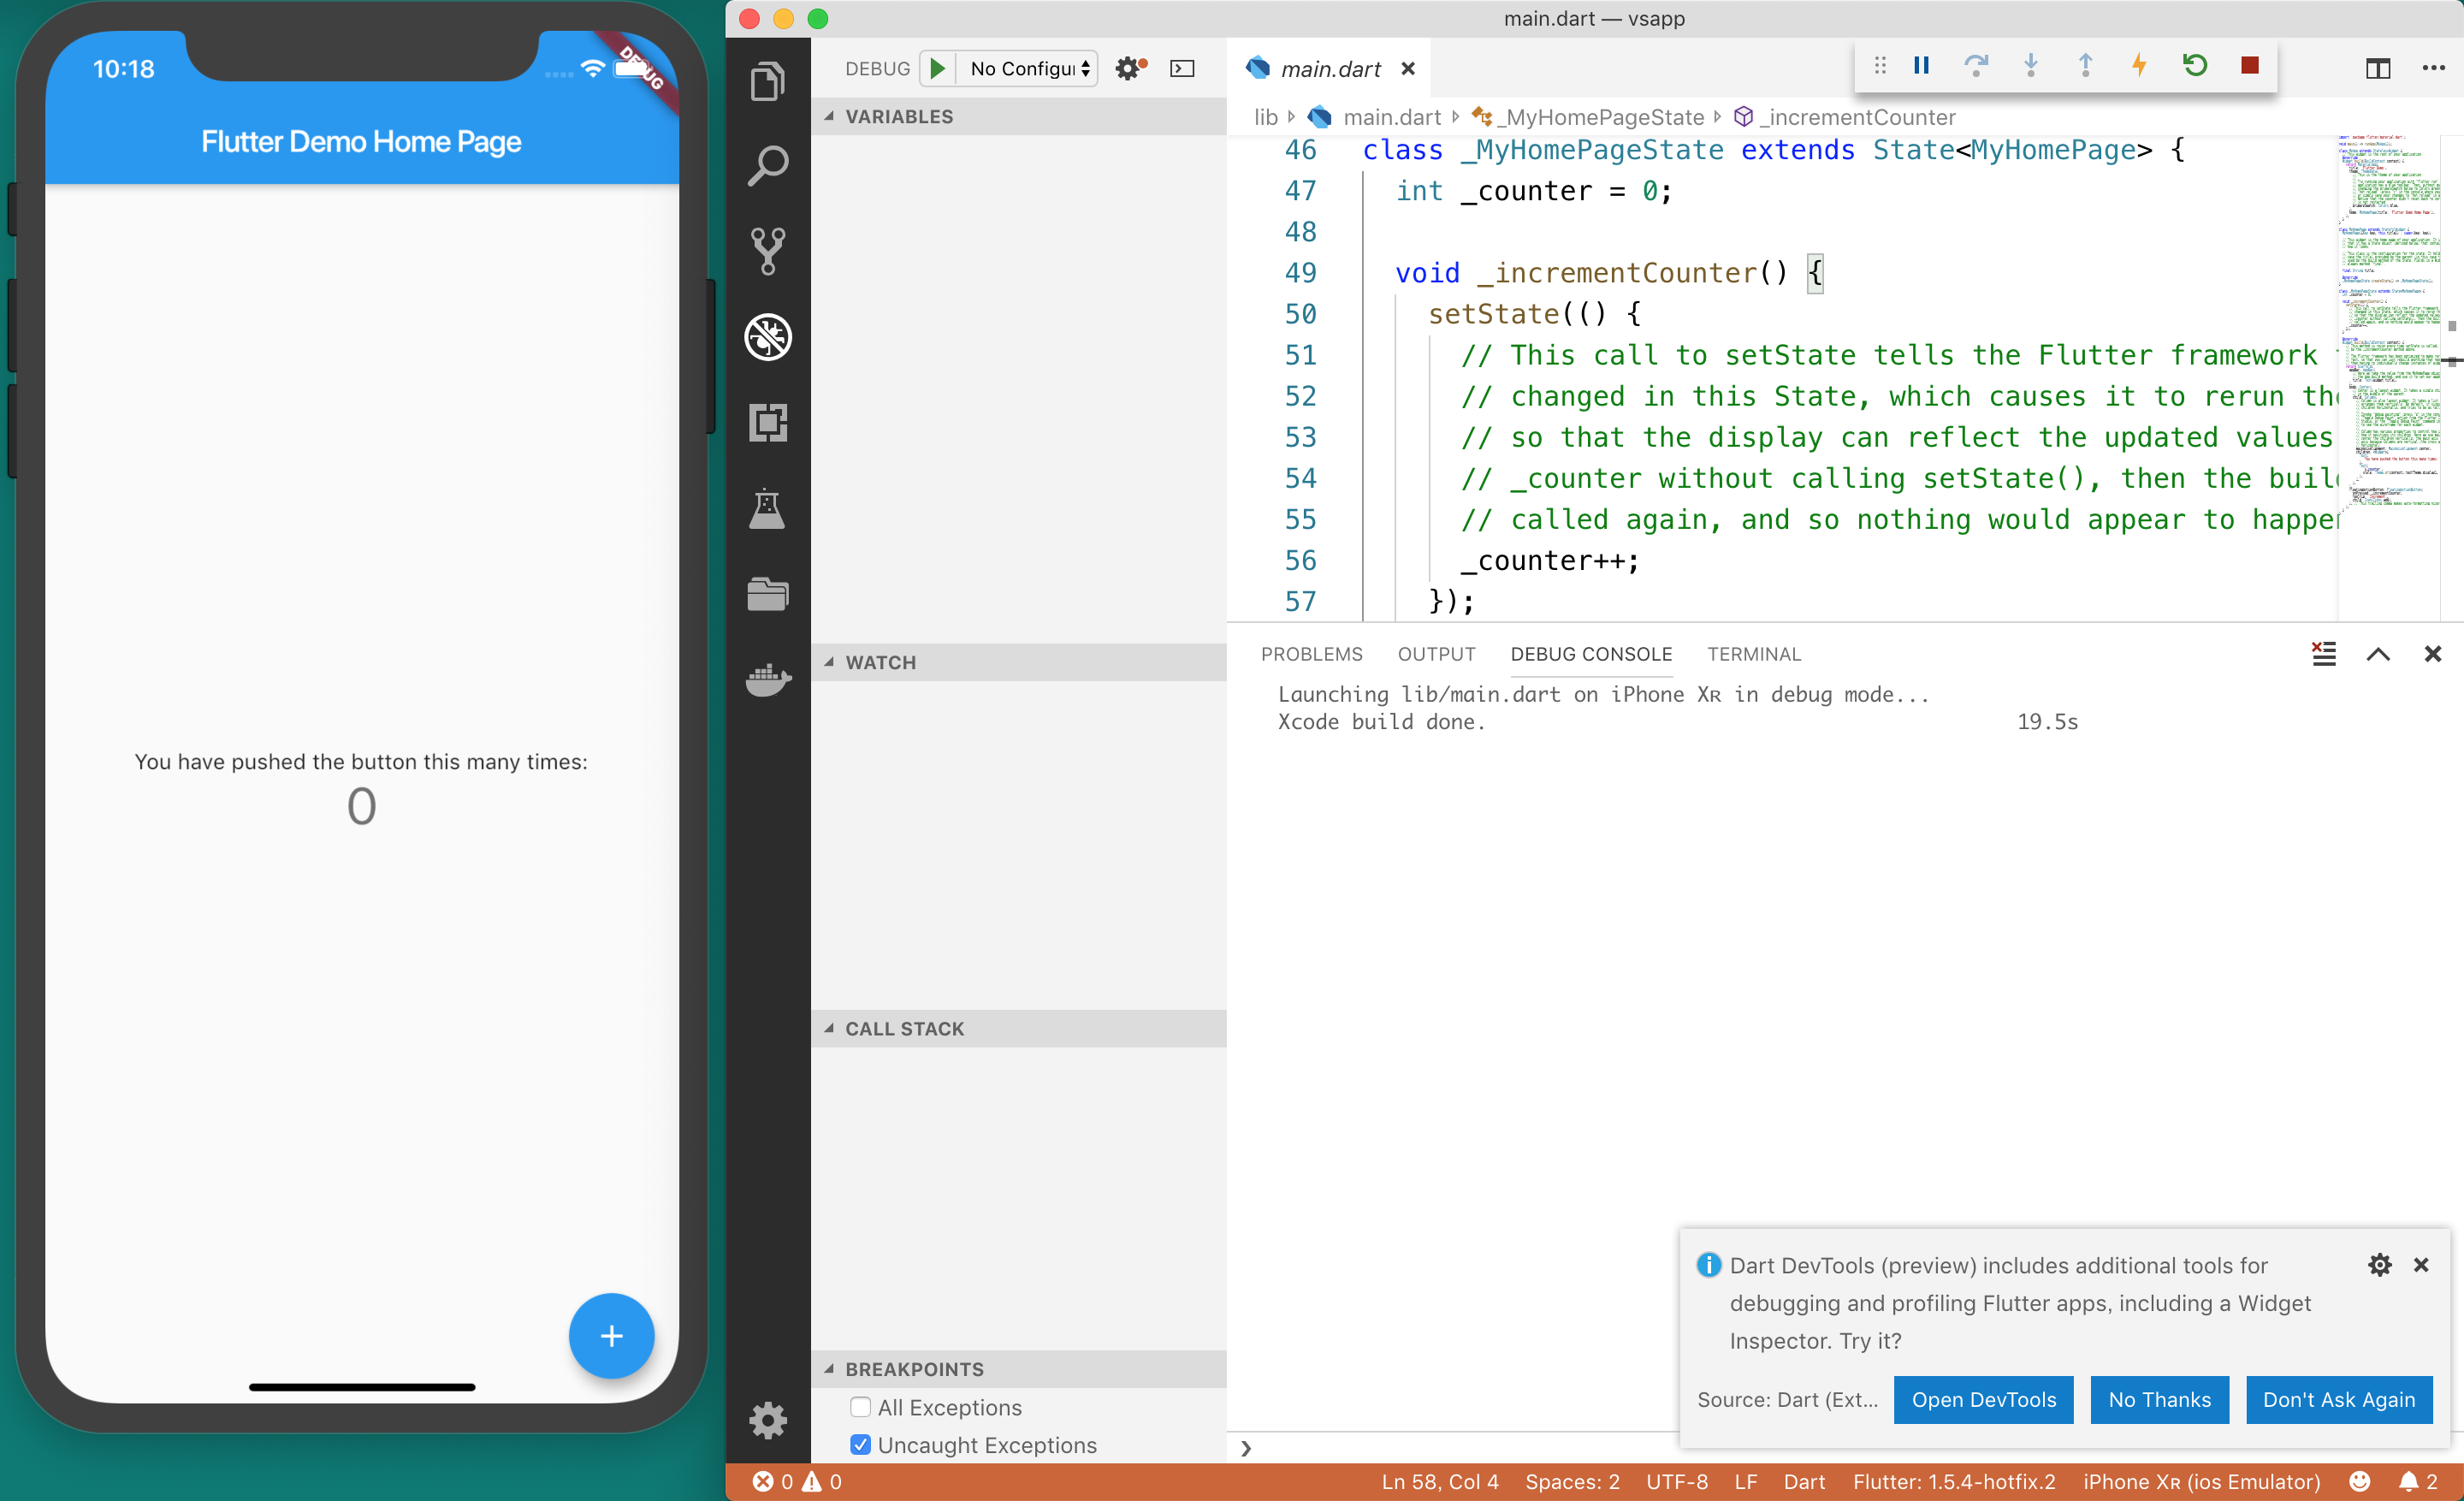 10:18
DEBUG
Flutter Demo Home Page
You have pushed the button this many times:
0
+
main.dart — vsapp
DEBUG
No Configu
main.dart
lib
main.dart
_MyHomePageState
_incrementCounter
VARIABLES
46 class _MyHomePageState extends State<MyHomePage> {
47 int _counter = 0;
48
49 void _incrementCounter() {
50 setState(() {
51 // This call to setState tells the Flutter framework
52 // changed in this State, which causes it to rerun the
53 // so that the display can reflect the updated values
54 // _counter without calling setState(), then the buil
55 // called again, and so nothing would appear to happen
56 _counter++;
57 });
WATCH
CALL STACK
BREAKPOINTS
All Exceptions
Uncaught Exceptions
PROBLEMS OUTPUT DEBUG CONSOLE TERMINAL
Launching lib/main.dart on iPhone Xʀ in debug mode...
Xcode build done. 19.5s
Dart DevTools (preview) includes additional tools for
debugging and profiling Flutter apps, including a Widget
Inspector. Try it?
Source: Dart (Ext...
Open DevTools
No Thanks
Don't Ask Again
0 0
Ln 58, Col 4 Spaces: 2 UTF-8 LF Dart Flutter: 1.5.4-hotfix.2 iPhone Xʀ (ios Emulator) 2